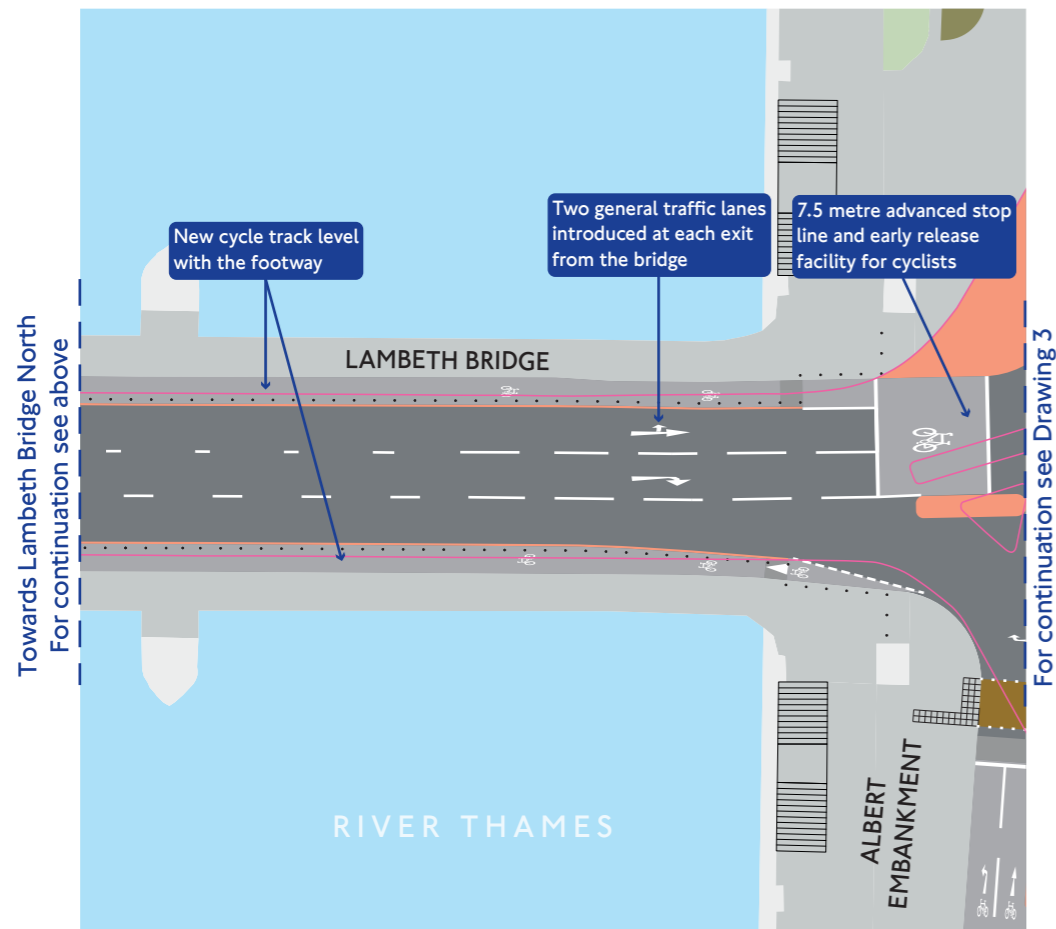 New cycle track level
with the footway
Two general traffic lanes
introduced at each exit
from the bridge
7.5 metre advanced stop
line and early release
facility for cyclists
Towards Lambeth Bridge North
For continuation see above
LAMBETH BRIDGE
For continuation see Drawing 3
RIVER THAMES
ALBERT
EMBANKMENT